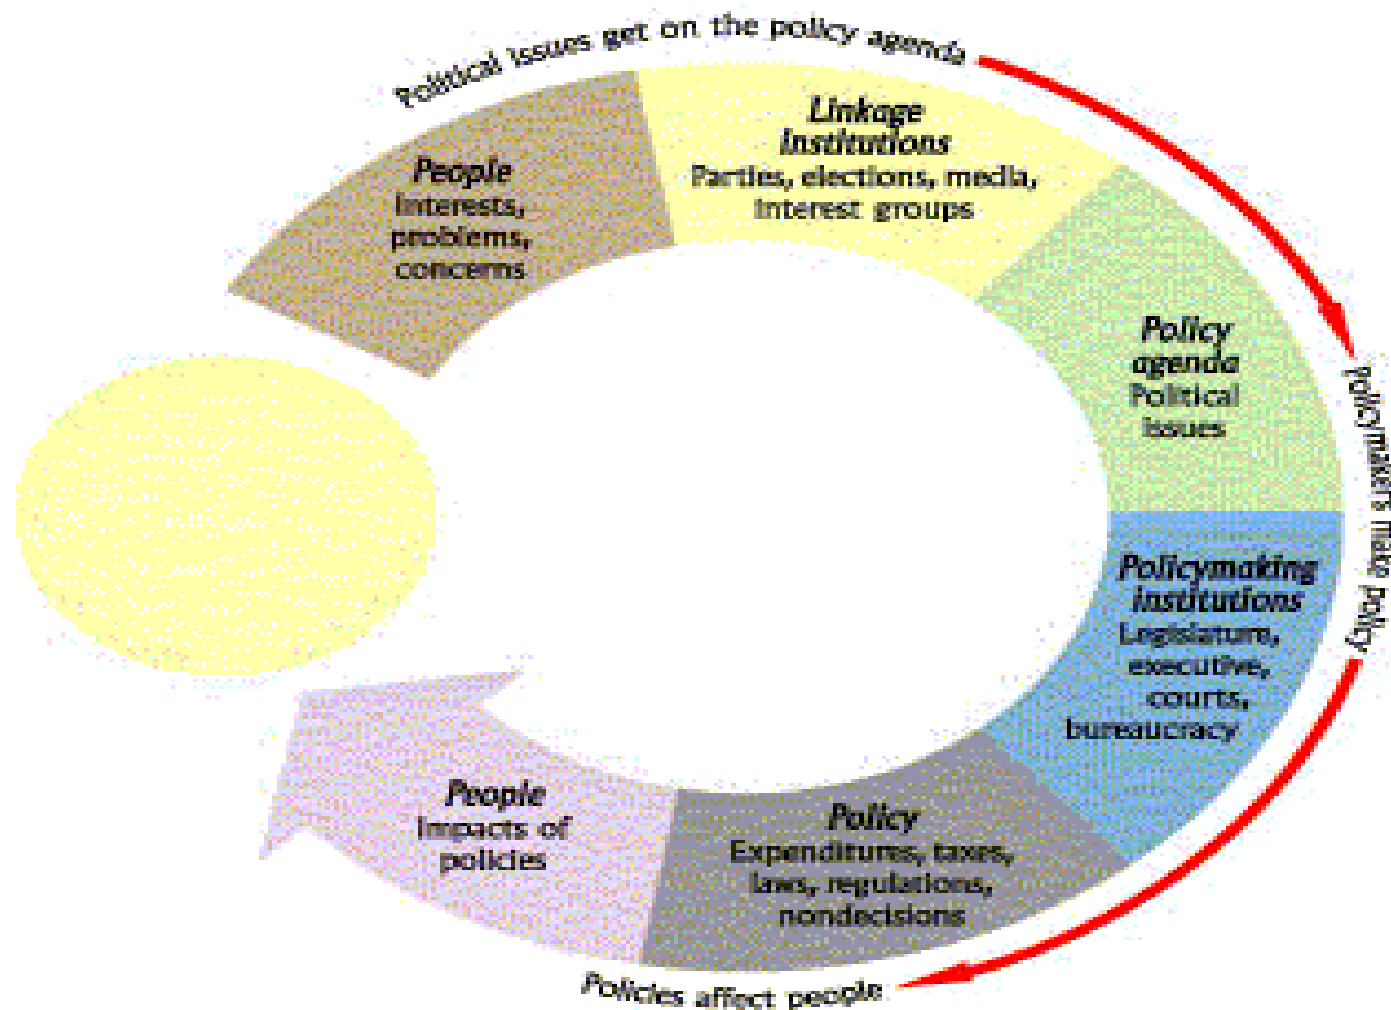 Political issues get on the policy agenda
People
Interests,
problems,
concerns
Linkage
institutions
Parties, elections, media,
interest groups
Policy
agenda
Political
issues
Policymakers make policy
Policymaking
institutions
Legislature,
executive,
courts,
bureaucracy
Policy
Expenditures, taxes,
laws, regulations,
nondecisions
People
Impacts of
policies
Policies affect people